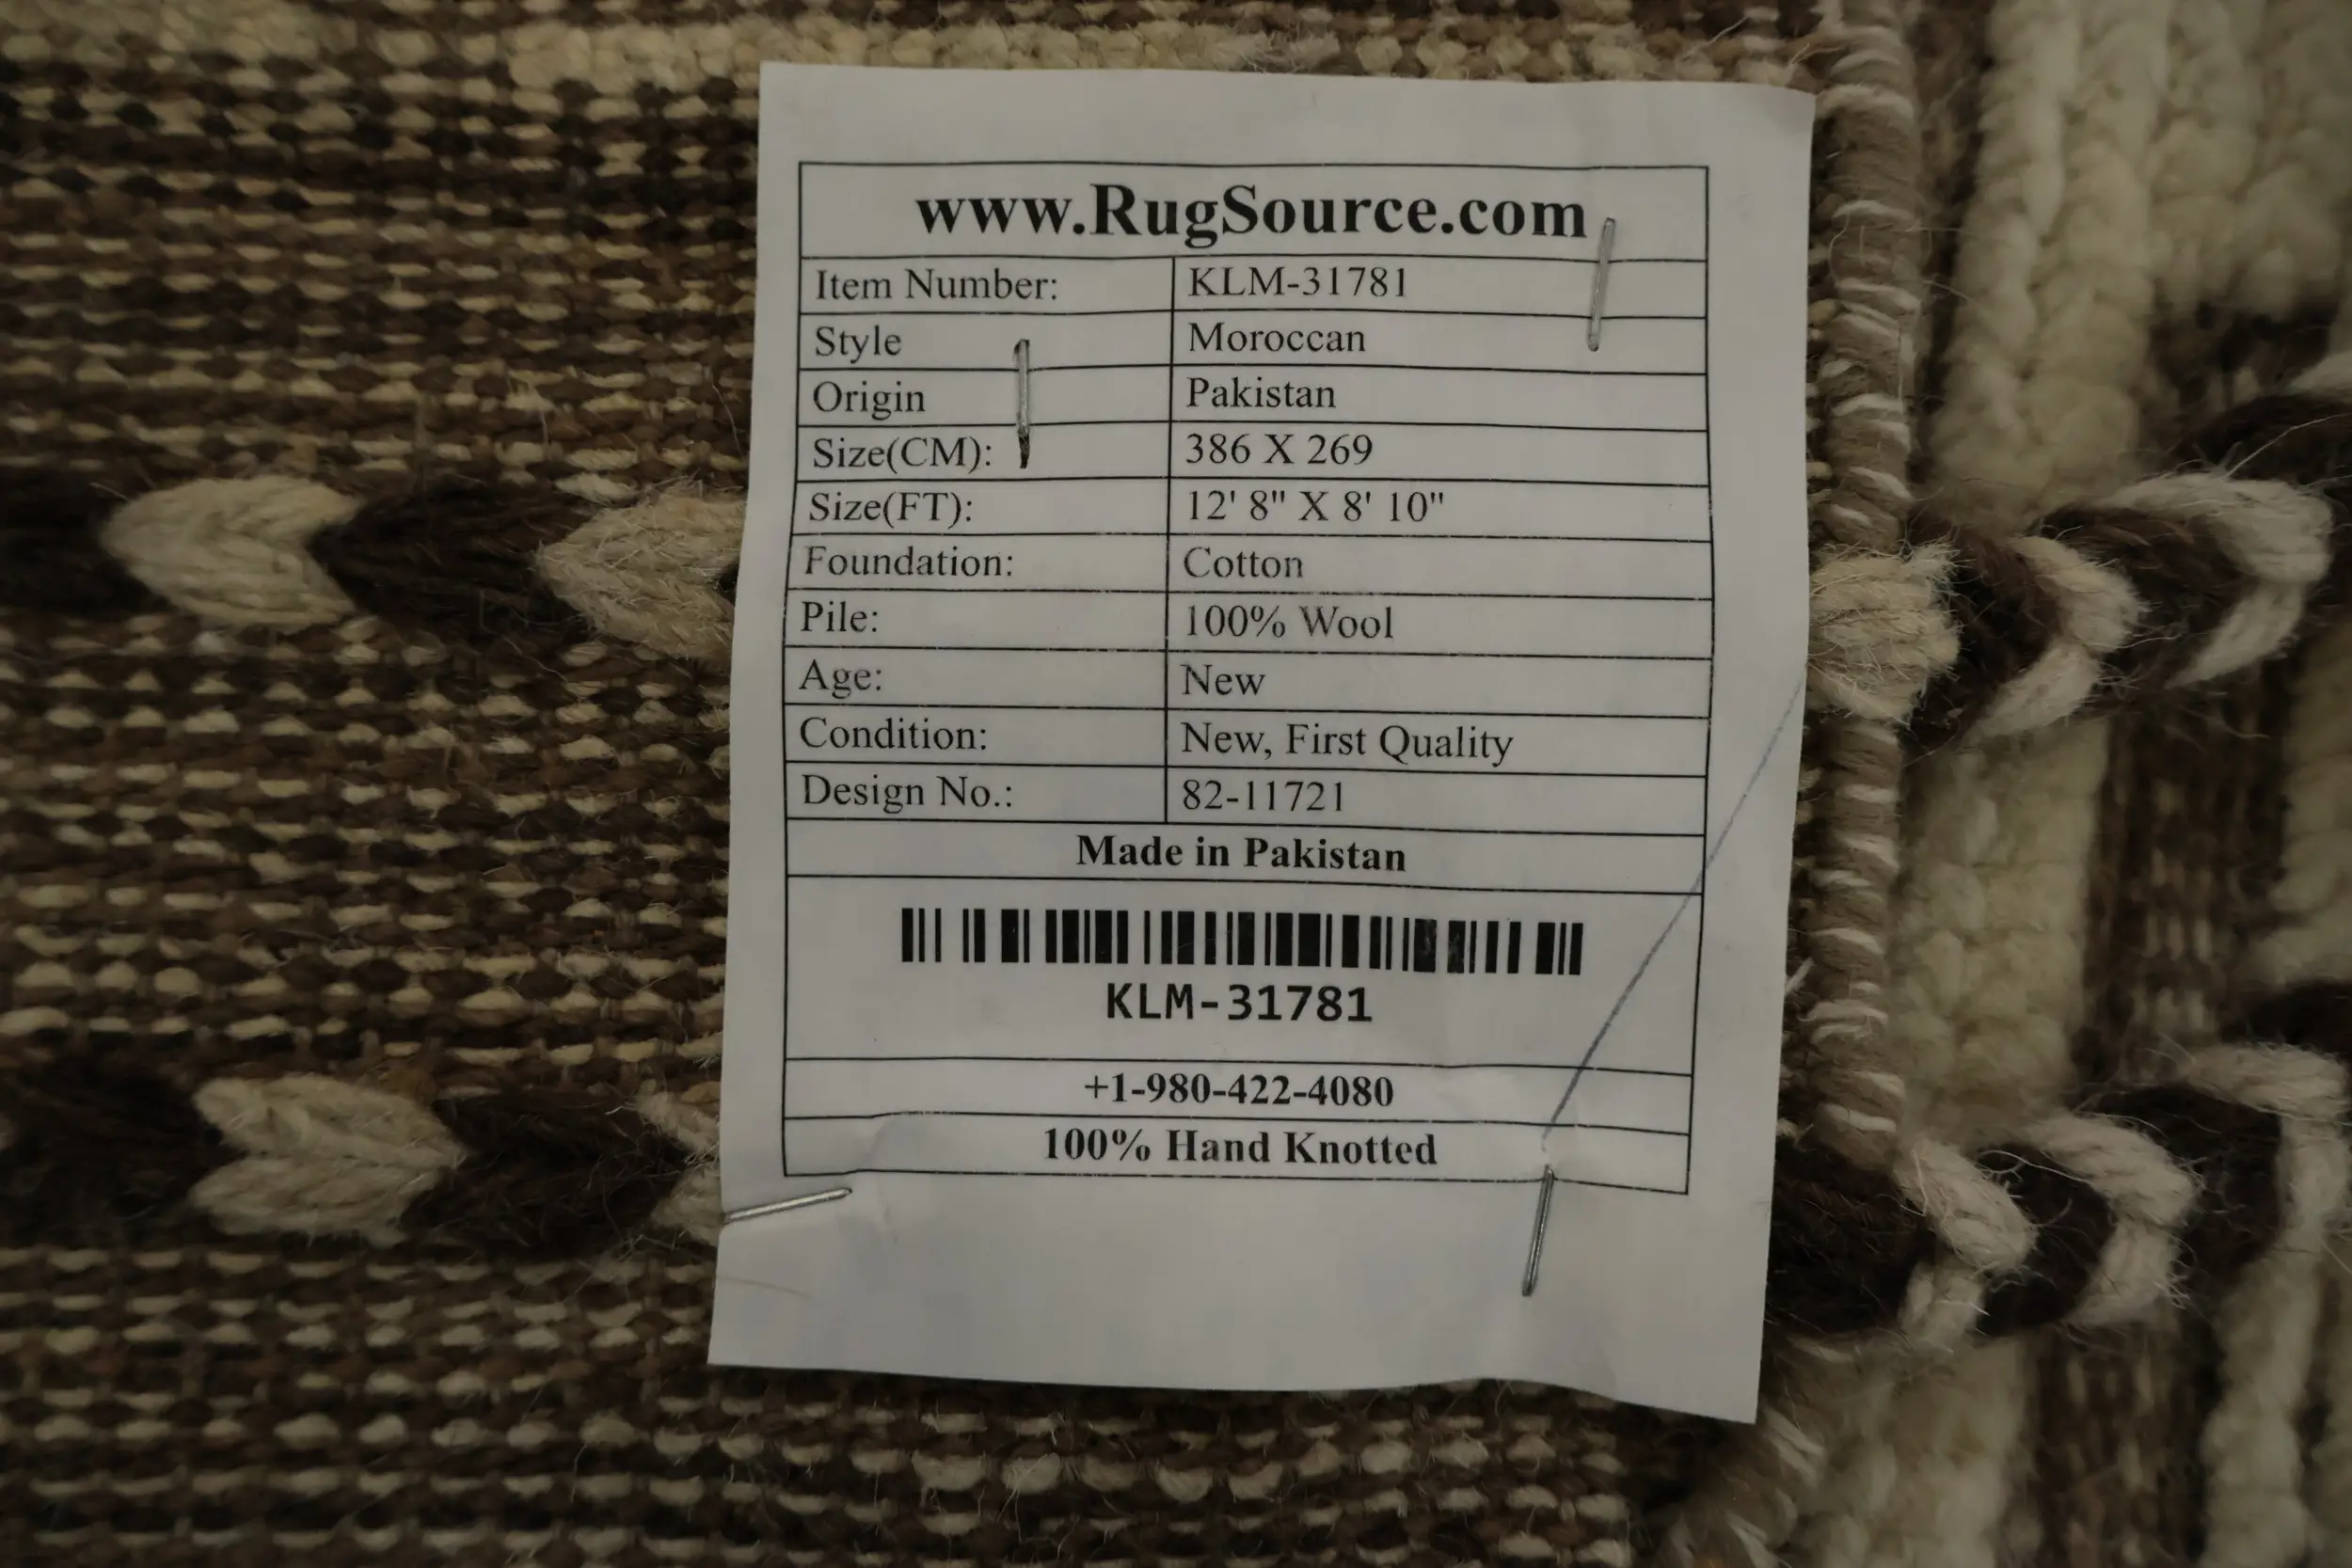 www.RugSource.com
Item Number: KLM-31781
Style Moroccan
Origin Pakistan
Size(CM): 386 X 269
Size(FT): 12' 8" X 8' 10"
Foundation: Cotton
Pile: 100% Wool
Age: New
Condition: New, First Quality
Design No.: 82-11721
Made in Pakistan
KLM-31781
+1-980-422-4080
100% Hand Knotted